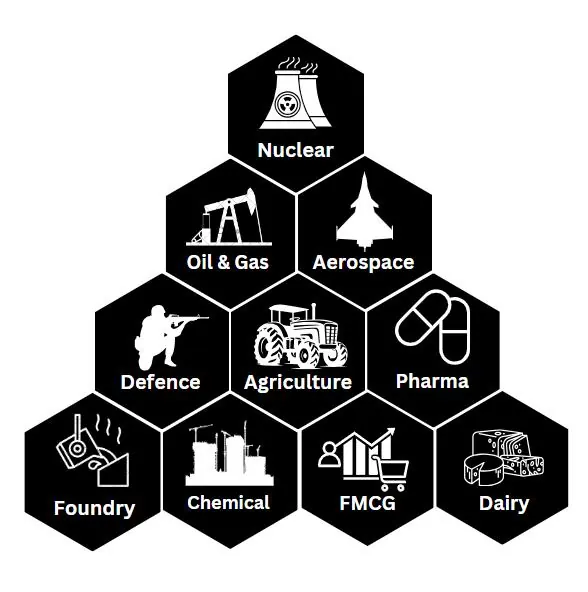 Nuclear
Oil & Gas
Aerospace
Defence
Agriculture
Pharma
Foundry
Chemical
FMCG
Dairy